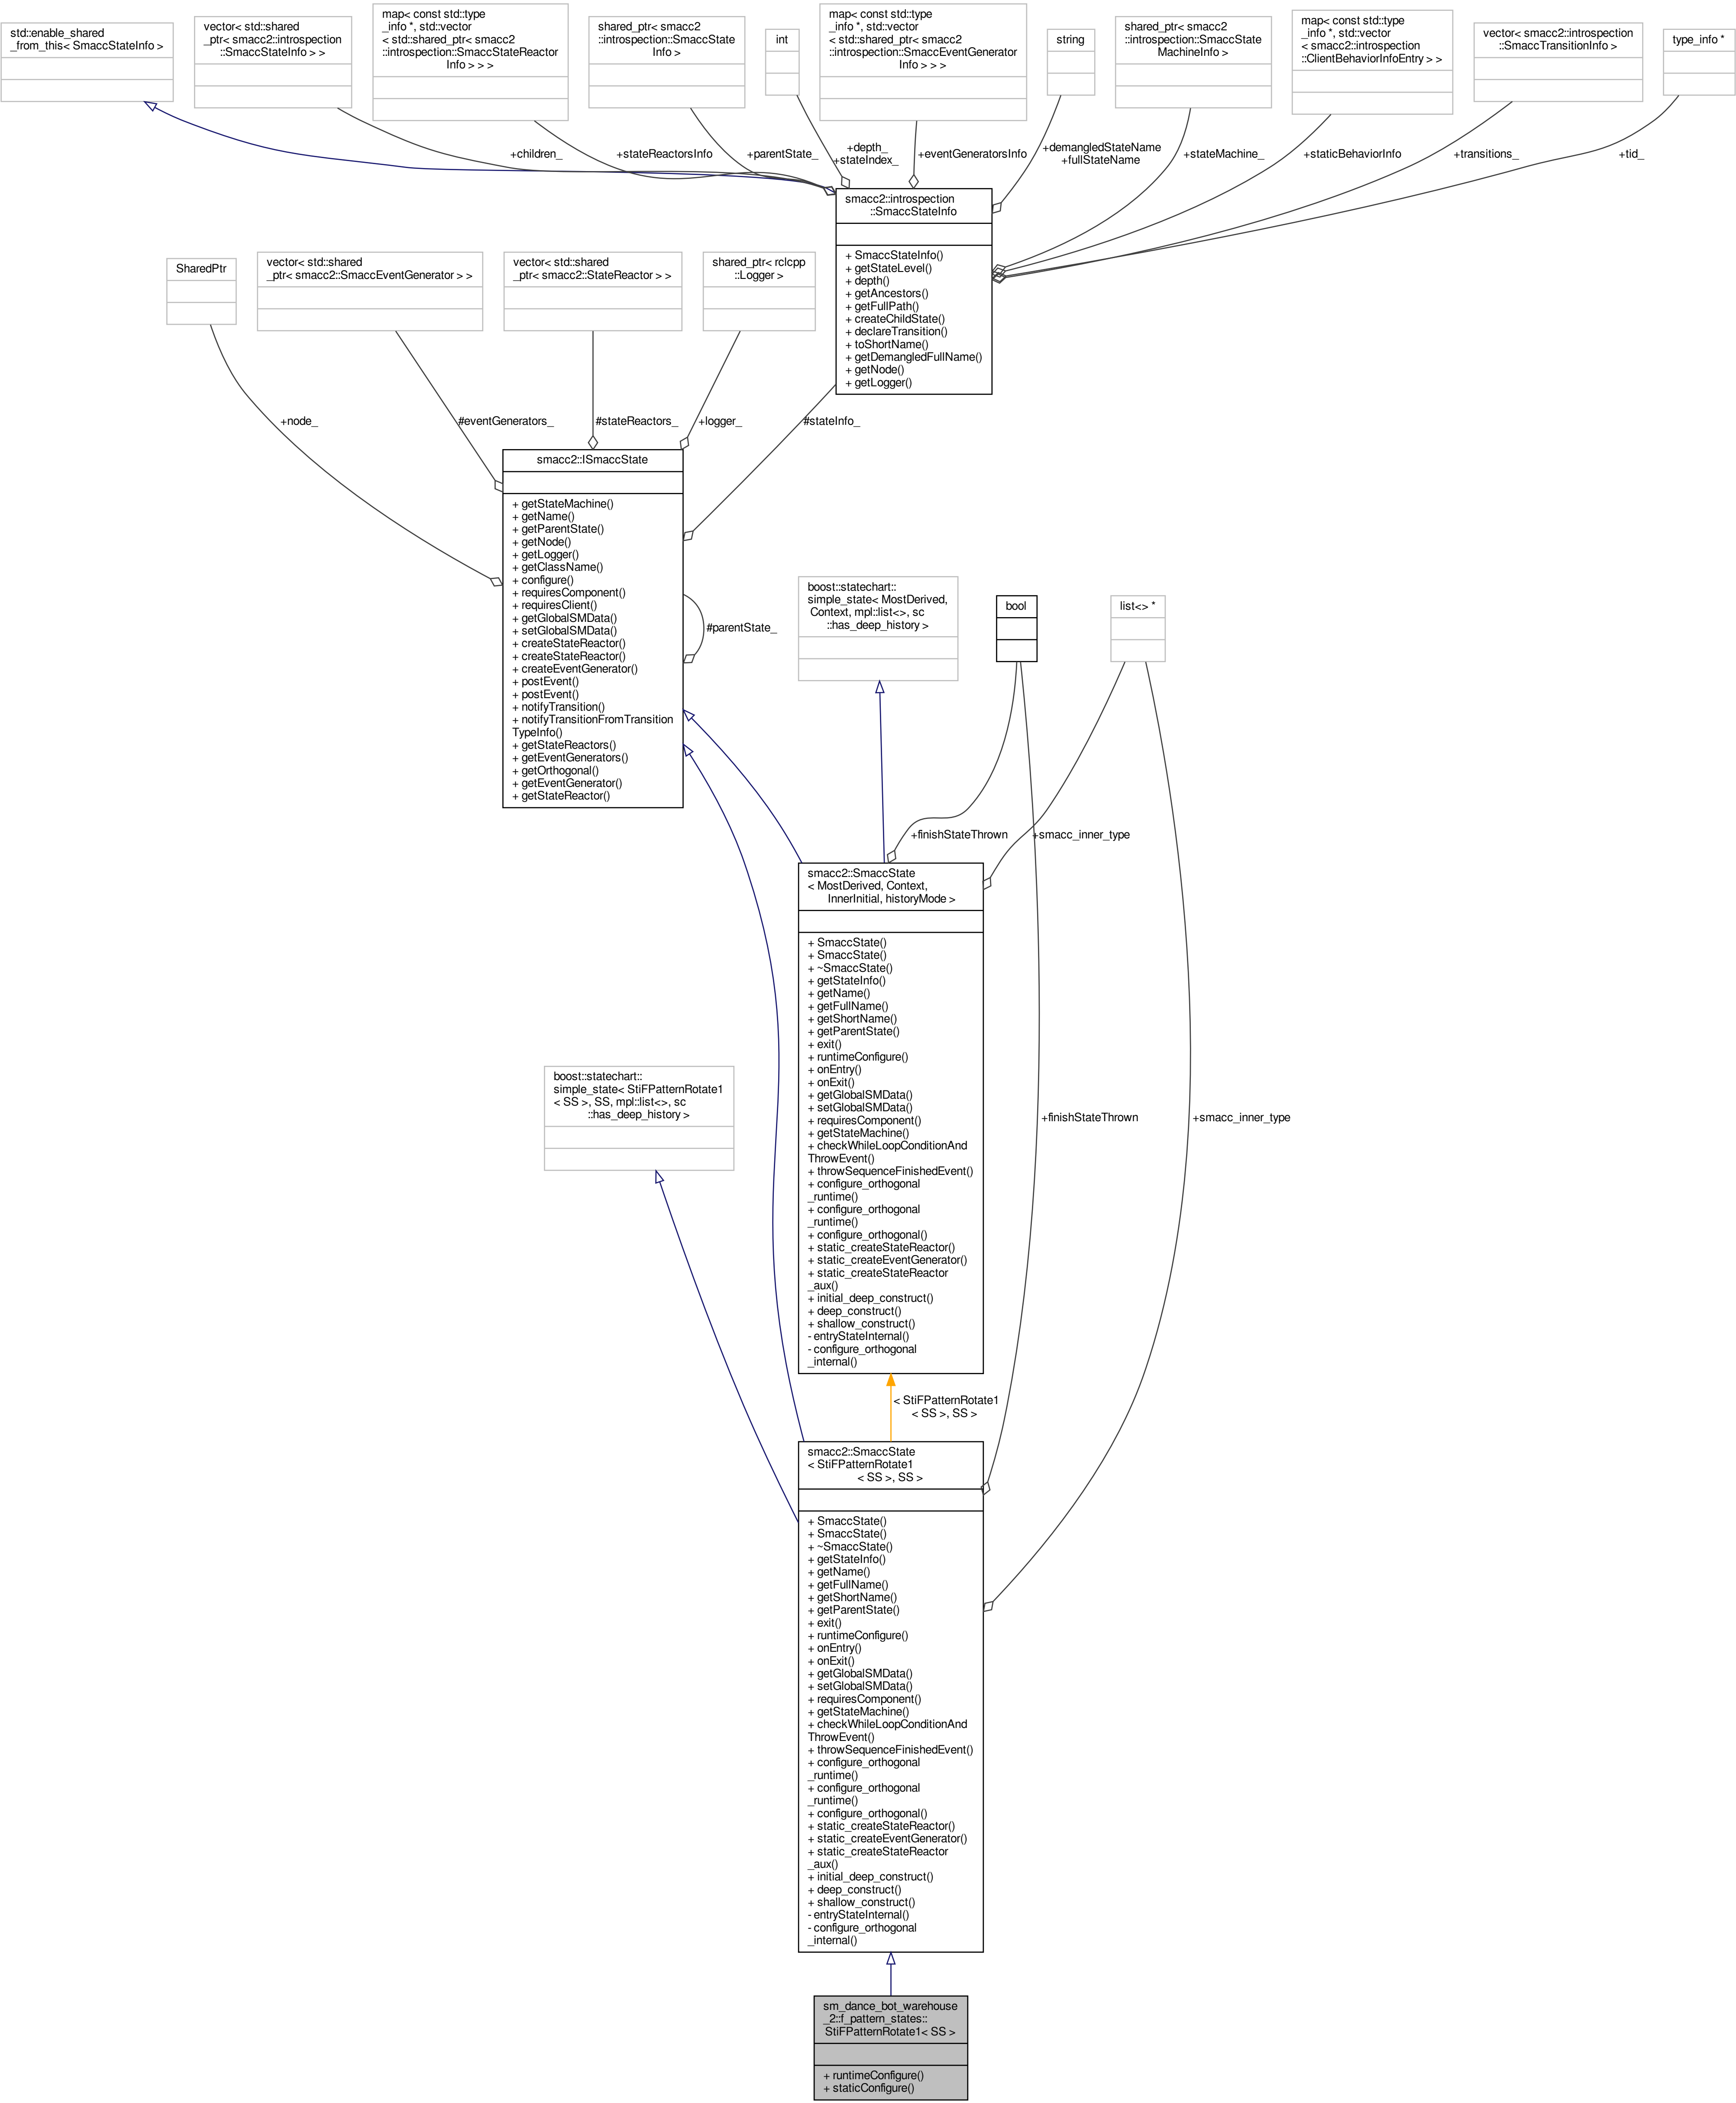 std::enable_shared
_from_this< SmaccStateInfo >
vector< std::shared
_ptr< smacc2::introspection
::SmaccStateInfo > >
map< const std::type
_info *, std::vector
< std::shared_ptr< smacc2
::introspection::SmaccStateReactor
Info > > >
shared_ptr< smacc2
::introspection::SmaccState
Info >
int
map< const std::type
_info *, std::vector
< std::shared_ptr< smacc2
::introspection::SmaccEventGenerator
Info > > >
string
shared_ptr< smacc2
::introspection::SmaccState
MachineInfo >
map< const std::type
_info *, std::vector
< smacc2::introspection
::ClientBehaviorInfoEntry > >
vector< smacc2::introspection
::SmaccTransitionInfo >
type_info *
+children_
+stateReactorsInfo
+parentState_
+depth_
+stateIndex_
+eventGeneratorsInfo
+demangledStateName
+fullStateName
+stateMachine_
+staticBehaviorInfo
+transitions_
+tid_
smacc2::introspection
::SmaccStateInfo
+ SmaccStateInfo()
+ getStateLevel()
+ depth()
+ getAncestors()
+ getFullPath()
+ createChildState()
+ declareTransition()
+ toShortName()
+ getDemangledFullName()
+ getNode()
+ getLogger()
SharedPtr
vector< std::shared
_ptr< smacc2::SmaccEventGenerator > >
vector< std::shared
_ptr< smacc2::StateReactor > >
shared_ptr< rclcpp
::Logger >
+node_
#eventGenerators_
#stateReactors_
+logger_
#stateInfo_
smacc2::ISmaccState
+ getStateMachine()
+ getName()
+ getParentState()
+ getNode()
+ getLogger()
+ getClassName()
+ configure()
+ requiresComponent()
+ requiresClient()
+ getGlobalSMData()
+ setGlobalSMData()
+ createStateReactor()
+ createStateReactor()
+ createEventGenerator()
+ postEvent()
+ postEvent()
+ notifyTransition()
+ notifyTransitionFromTransition
TypeInfo()
+ getStateReactors()
+ getEventGenerators()
+ getOrthogonal()
+ getEventGenerator()
+ getStateReactor()
#parentState_
boost::statechart::
simple_state< MostDerived,
Context, mpl::list<>, sc
::has_deep_history >
bool
list<> *
+finishStateThrown
+smacc_inner_type
smacc2::SmaccState
< MostDerived, Context,
InnerInitial, historyMode >
+ SmaccState()
+ SmaccState()
+ ~SmaccState()
+ getStateInfo()
+ getName()
+ getFullName()
+ getShortName()
+ getParentState()
+ exit()
+ runtimeConfigure()
+ onEntry()
+ onExit()
+ getGlobalSMData()
+ setGlobalSMData()
+ requiresComponent()
+ getStateMachine()
+ checkWhileLoopConditionAnd
ThrowEvent()
+ throwSequenceFinishedEvent()
+ configure_orthogonal
_runtime()
+ configure_orthogonal
_runtime()
+ configure_orthogonal()
+ static_createStateReactor()
+ static_createEventGenerator()
+ static_createStateReactor
_aux()
+ initial_deep_construct()
+ deep_construct()
+ shallow_construct()
- entryStateInternal()
- configure_orthogonal
_internal()
boost::statechart::
simple_state< StiFPatternRotate1
< SS >, SS, mpl::list<>, sc
::has_deep_history >
+finishStateThrown
+smacc_inner_type
< StiFPatternRotate1
< SS >, SS >
smacc2::SmaccState
< StiFPatternRotate1
< SS >, SS >
+ SmaccState()
+ SmaccState()
+ ~SmaccState()
+ getStateInfo()
+ getName()
+ getFullName()
+ getShortName()
+ getParentState()
+ exit()
+ runtimeConfigure()
+ onEntry()
+ onExit()
+ getGlobalSMData()
+ setGlobalSMData()
+ requiresComponent()
+ getStateMachine()
+ checkWhileLoopConditionAnd
ThrowEvent()
+ throwSequenceFinishedEvent()
+ configure_orthogonal
_runtime()
+ configure_orthogonal
_runtime()
+ configure_orthogonal()
+ static_createStateReactor()
+ static_createEventGenerator()
+ static_createStateReactor
_aux()
+ initial_deep_construct()
+ deep_construct()
+ shallow_construct()
- entryStateInternal()
- configure_orthogonal
_internal()
sm_dance_bot_warehouse
_2::f_pattern_states::
StiFPatternRotate1< SS >
+ runtimeConfigure()
+ staticConfigure()